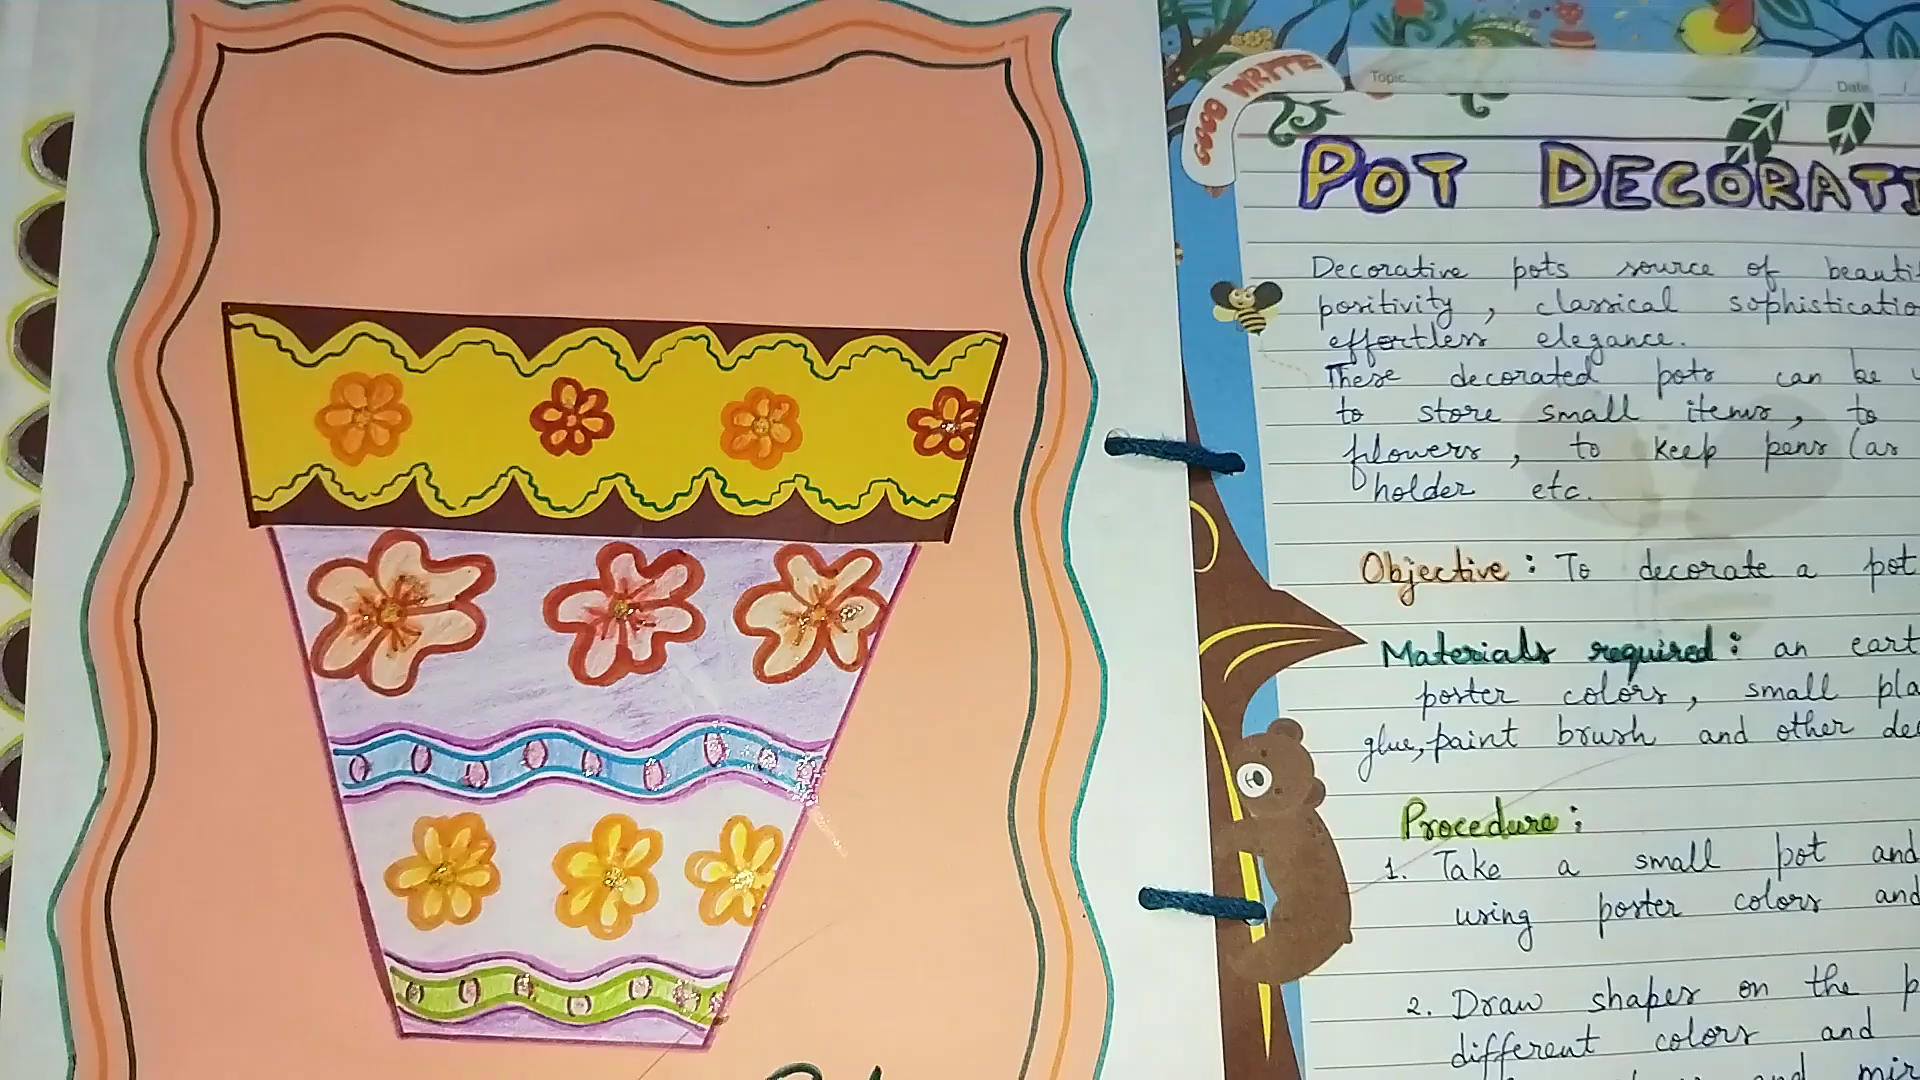 GOOD WRITE
Topic
Date
POT DECORATI
Decorative pots source of beauti
positivity, classical sophisticatio
effortless elegance.
These decorated pots can be
to store small items, to
flowers, to keep pens (as
holder etc.
Objective: To decorate a pot
Materials required: an eart
poster colors, small pla
glue, paint brush and other dec
Procedure:
1. Take a small pot and
using poster colors and
2. Draw shapes on the p
different colors and
and mir